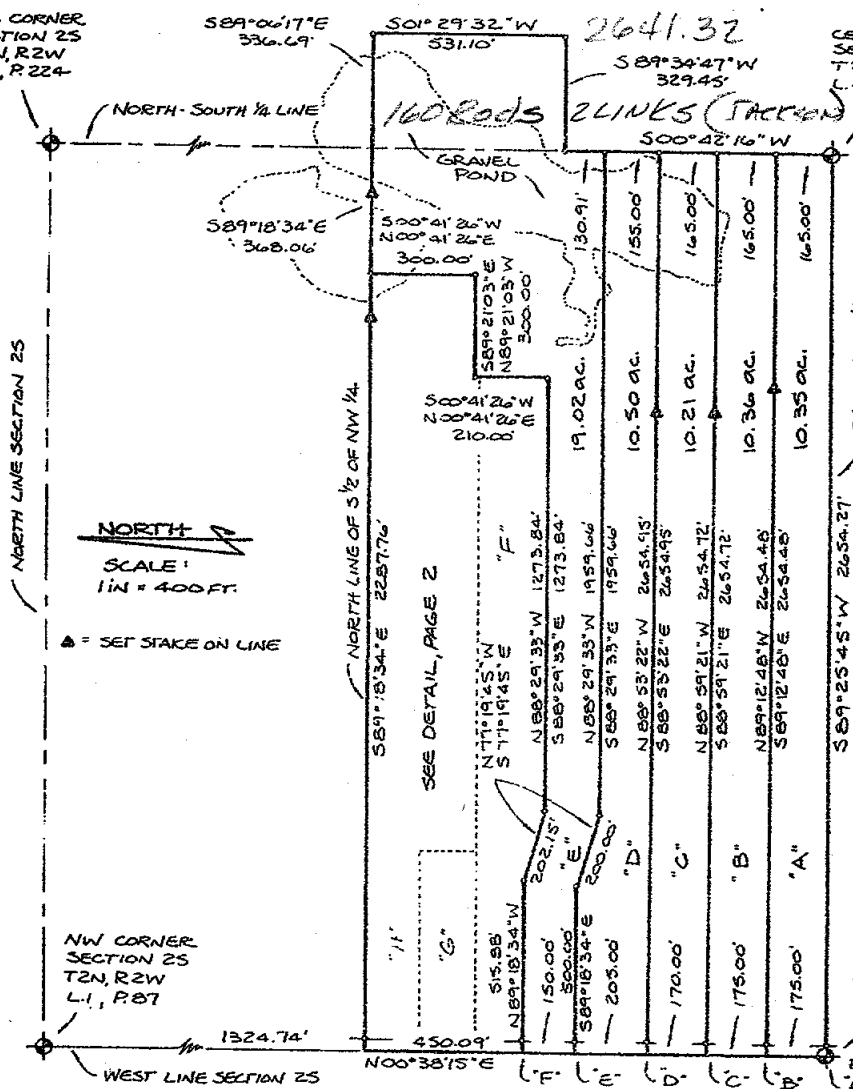 CORNER
SECTION 25
N, R2W
, P. 224
S89°06'17"E
336.69'
S01°29'32"W
531.10'
2641.32
S89°34'47"W
329.45'
NORTH-SOUTH 1/4 LINE
160 Rods 2 LINKS (JACKSON)
S00°42'16"W
GRAVEL
POND
S89°18'34"E
368.06'
S00°41'26"W
N00°41'26"E
300.00'
S89°21'03"E
N89°21'03"W
300.00'
S00°41'26"W
N00°41'26"E
210.00'
130.91'
155.00'
165.00'
165.00'
165.00'
19.02 ac.
10.50 ac.
10.21 ac.
10.36 ac.
10.35 ac.
NORTH LINE SECTION 25
NORTH
SCALE:
1 IN = 400 FT.
▲ = SET STAKE ON LINE
NORTH LINE OF S 1/2 OF NW 1/4
S89°18'34"E 2287.76'
SEE DETAIL, PAGE 2
"F"
N77°19'45"W
S77°19'45"E
N88°29'33"W 1273.84'
S88°29'33"E 1273.84'
N88°29'33"W 1959.66'
S88°29'33"E 1959.66'
N88°53'22"W 2654.95'
S88°53'22"E 2654.95'
N88°59'21"W 2654.72'
S88°59'21"E 2654.72'
N89°12'48"W 2654.48'
S89°12'48"E 2654.48'
S89°25'45"W 2654.27'
202.15'
"E"
200.00'
"D"
"C"
"B"
"A"
"H"
"G"
515.88'
N89°18'34"W
150.00'
500.00'
S89°18'34"E
205.00'
170.00'
175.00'
175.00'
NW CORNER
SECTION 25
T2N, R2W
L.1, P.87
1324.74'
450.09'
N00°38'15"E
WEST LINE SECTION 25
"F"
"E"
"D"
"C"
"B"